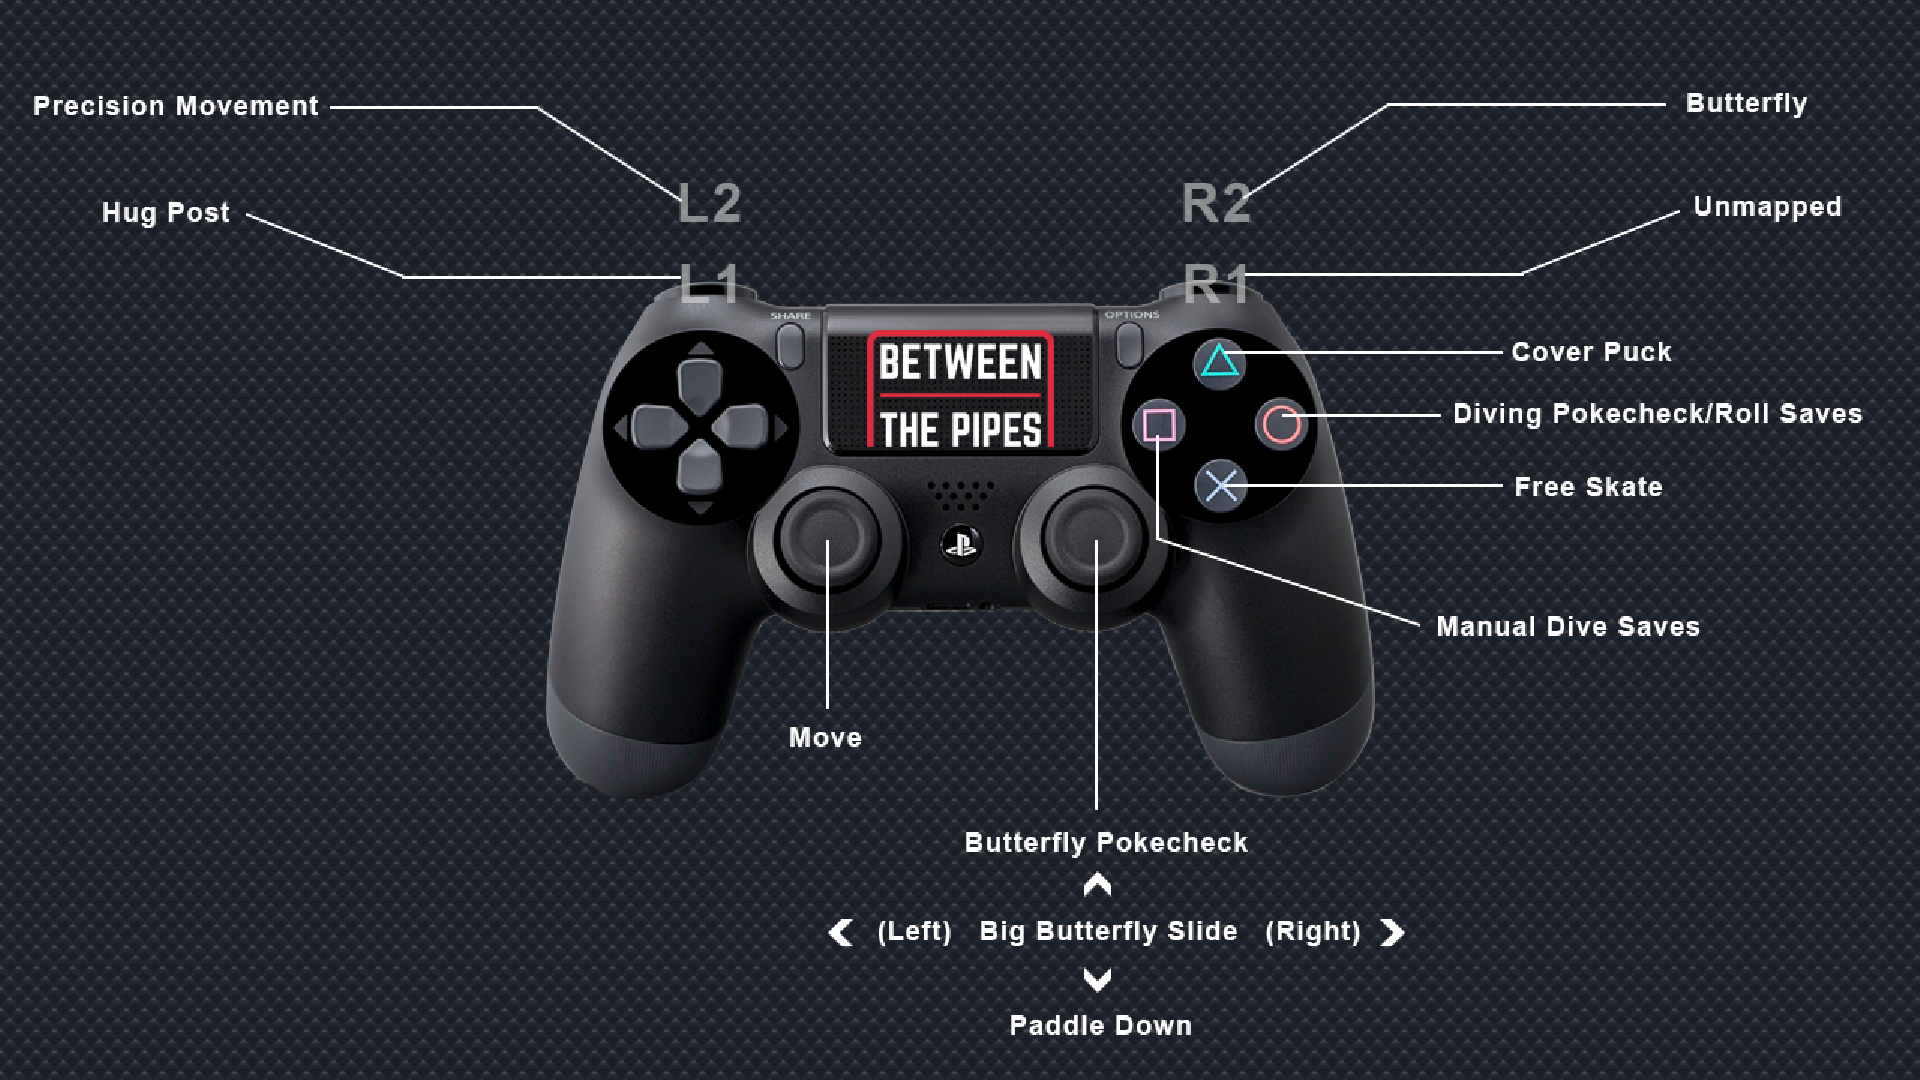 Precision Movement
Butterfly
L2
R2
Hug Post
Unmapped
L1
R1
SHARE
OPTIONS
BETWEEN
THE PIPES
Cover Puck
Diving Pokecheck/Roll Saves
Free Skate
Manual Dive Saves
Move
Butterfly Pokecheck
(Left) Big Butterfly Slide (Right)
Paddle Down